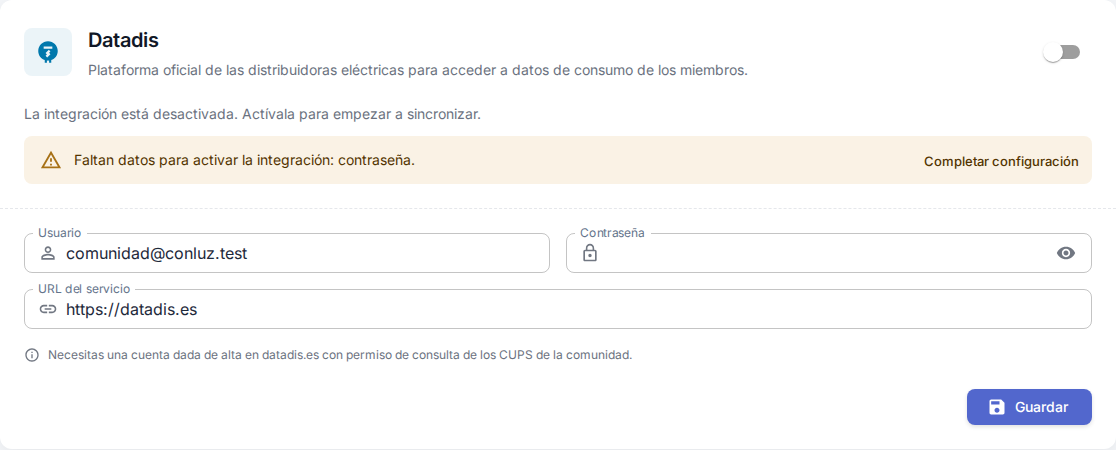 Datadis
Plataforma oficial de las distribuidoras eléctricas para acceder a datos de consumo de los miembros.
La integración está desactivada. Actívala para empezar a sincronizar.
Faltan datos para activar la integración: contraseña.
Completar configuración
Usuario
comunidad@conluz.test
Contraseña
URL del servicio
https://datadis.es
Necesitas una cuenta dada de alta en datadis.es con permiso de consulta de los CUPS de la comunidad.
Guardar